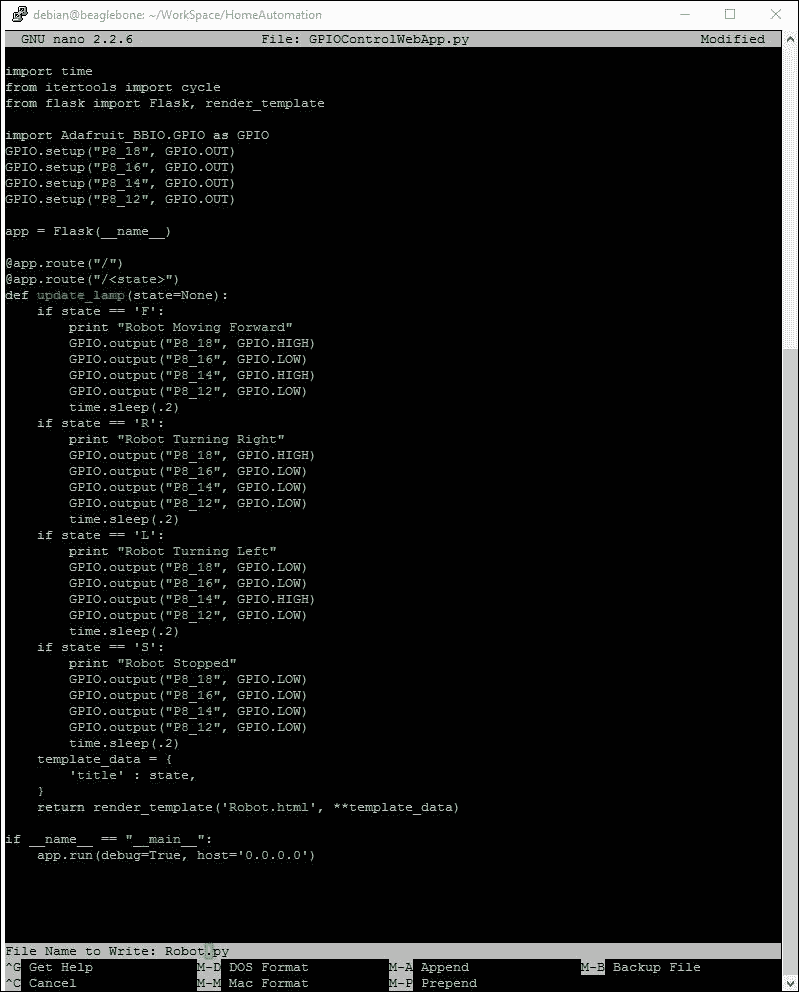 debian@beaglebone: ~/WorkSpace/HomeAutomation
GNU nano 2.2.6 File: GPIOControlWebApp.py Modified
import time
from itertools import cycle
from flask import Flask, render_template
import Adafruit_BBIO.GPIO as GPIO
GPIO.setup("P8_18", GPIO.OUT)
GPIO.setup("P8_16", GPIO.OUT)
GPIO.setup("P8_14", GPIO.OUT)
GPIO.setup("P8_12", GPIO.OUT)
app = Flask(__name__)
@app.route("/")
@app.route("/<state>")
def update_lamp(state=None):
    if state == 'F':
        print "Robot Moving Forward"
        GPIO.output("P8_18", GPIO.HIGH)
        GPIO.output("P8_16", GPIO.LOW)
        GPIO.output("P8_14", GPIO.HIGH)
        GPIO.output("P8_12", GPIO.LOW)
        time.sleep(.2)
    if state == 'R':
        print "Robot Turning Right"
        GPIO.output("P8_18", GPIO.HIGH)
        GPIO.output("P8_16", GPIO.LOW)
        GPIO.output("P8_14", GPIO.LOW)
        GPIO.output("P8_12", GPIO.LOW)
        time.sleep(.2)
    if state == 'L':
        print "Robot Turning Left"
        GPIO.output("P8_18", GPIO.LOW)
        GPIO.output("P8_16", GPIO.LOW)
        GPIO.output("P8_14", GPIO.HIGH)
        GPIO.output("P8_12", GPIO.LOW)
        time.sleep(.2)
    if state == 'S':
        print "Robot Stopped"
        GPIO.output("P8_18", GPIO.LOW)
        GPIO.output("P8_16", GPIO.LOW)
        GPIO.output("P8_14", GPIO.LOW)
        GPIO.output("P8_12", GPIO.LOW)
        time.sleep(.2)
    template_data = {
        'title' : state,
    }
    return render_template('Robot.html', **template_data)
if __name__ == "__main__":
    app.run(debug=True, host='0.0.0.0')
File Name to Write: Robot.py
^G Get Help M-D DOS Format M-A Append M-B Backup File
^C Cancel M-M Mac Format M-P Prepend